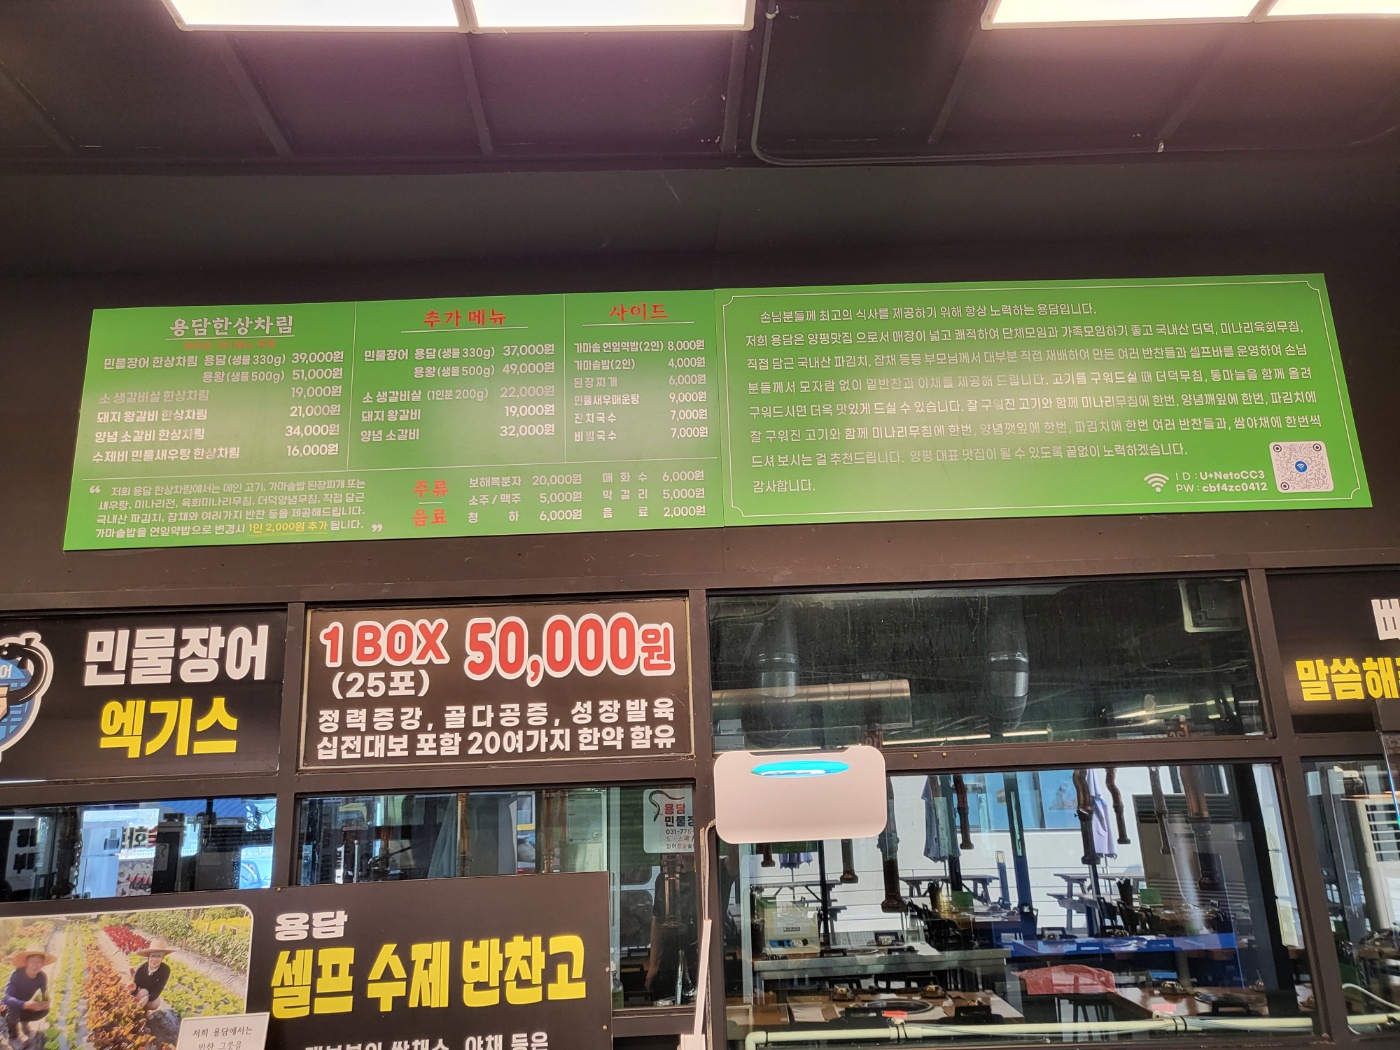 용담한상차림
민물장어 한상차림 용담(생물 330g) 39,000원
용왕(생물 500g) 51,000원
소 생갈비살 한상차림 19,000원
돼지 왕갈비 한상차림 21,000원
양념 소갈비 한상차림 34,000원
수제비 민물새우탕 한상차림 16,000원
추가 메뉴
민물장어 용담(생물 330g) 37,000원
용왕(생물 500g) 49,000원
소 생갈비살 (1인분 200g) 22,000원
돼지 왕갈비 19,000원
양념 소갈비 32,000원
사이드
가마솥 연잎약밥(2인) 8,000원
가마솥밥(2인) 4,000원
된장찌개 6,000원
민물새우매운탕 9,000원
잔치국수 7,000원
비빔국수 7,000원
“ 저희 용담 한상차림에서는 메인 고기, 가마솥밥 된장찌개 또는
새우탕, 미나리전, 육회미나리무침, 더덕양념무침, 직접 담근
국내산 파김치, 잡채와 여러가지 반찬 등을 제공해드립니다.
가마솥밥을 연잎약밥으로 변경시 1인 2,000원 추가 됩니다. ”
주류
음료
보해복분자 20,000원 매화수 6,000원
소주 / 맥주 5,000원 막걸리 5,000원
청하 6,000원 음료 2,000원
손님분들께 최고의 식사를 제공하기 위해 항상 노력하는 용담입니다.
저희 용담은 양평맛집 으로서 매장이 넓고 쾌적하여 단체모임과 가족모임하기 좋고 국내산 더덕, 미나리육회무침,
직접 담근 국내산 파김치, 잡채 등등 부모님께서 대부분 직접 재배하여 만든 여러 반찬들과 셀프바를 운영하여 손님
분들께서 모자람 없이 밑반찬과 야채를 제공해 드립니다. 고기를 구워드실 때 더덕무침, 통마늘을 함께 올려
구워드시면 더욱 맛있게 드실 수 있습니다. 잘 구워진 고기와 함께 미나리무침에 한번, 양념깨잎에 한번, 파김치에
잘 구워진 고기와 함께 미나리무침에 한번, 양념깻잎에 한번, 파김치에 한번 여러 반찬들과, 쌈야채에 한번씩
드셔 보시는 걸 추천드립니다. 양평 대표 맛집이 될 수 있도록 끝없이 노력하겠습니다.
감사합니다.
ID : U+NetoCC3
PW : cbf4zc0412
민물장어
엑기스
1 BOX 50,000원
(25포)
정력증강, 골다공증, 성장발육
십전대보 포함 20여가지 한약 함유
말씀해
용담
민물장
용담
셀프 수제 반찬고
저희 용담에서는